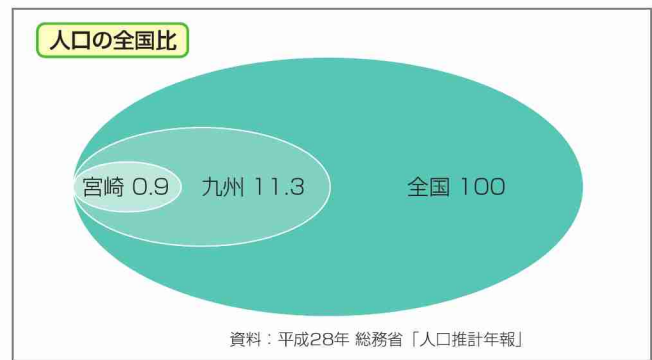 人口の全国比
宮崎 0.9
九州 11.3
全国 100
資料：平成28年 総務省「人口推計年報」